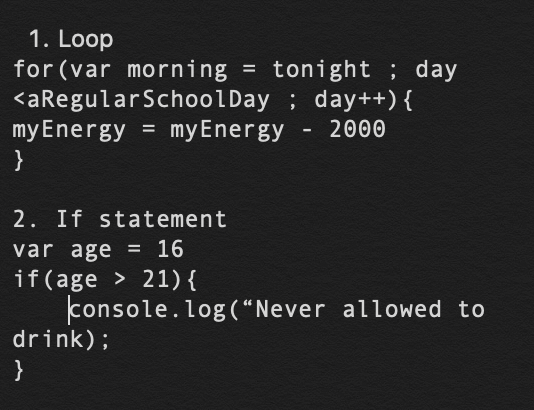 1. Loop
for(var morning = tonight ; day
<aRegularSchoolDay ; day++){
myEnergy = myEnergy - 2000
}
2. If statement
var age = 16
if(age > 21){
console.log(“Never allowed to
drink);
}